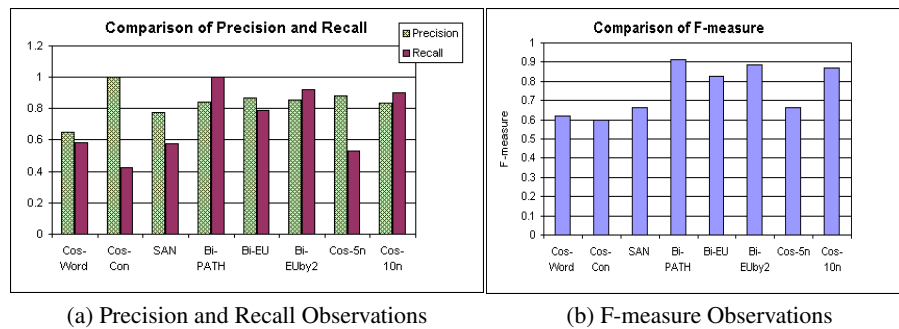 Comparison of Precision and Recall
Precision
Recall
1.2
1
0.8
0.6
0.4
0.2
0
Cos-Word
Cos-Con
SAN
Bi-PATH
Bi-EU
Bi-EUby2
Cos-5n
Cos-10n
(a) Precision and Recall Observations
Comparison of F-measure
F-measure
1
0.9
0.8
0.7
0.6
0.5
0.4
0.3
0.2
0.1
0
Cos-Word
Cos-Con
SAN
Bi-PATH
Bi-EU
Bi-EUby2
Cos-5n
Cos-10n
(b) F-measure Observations